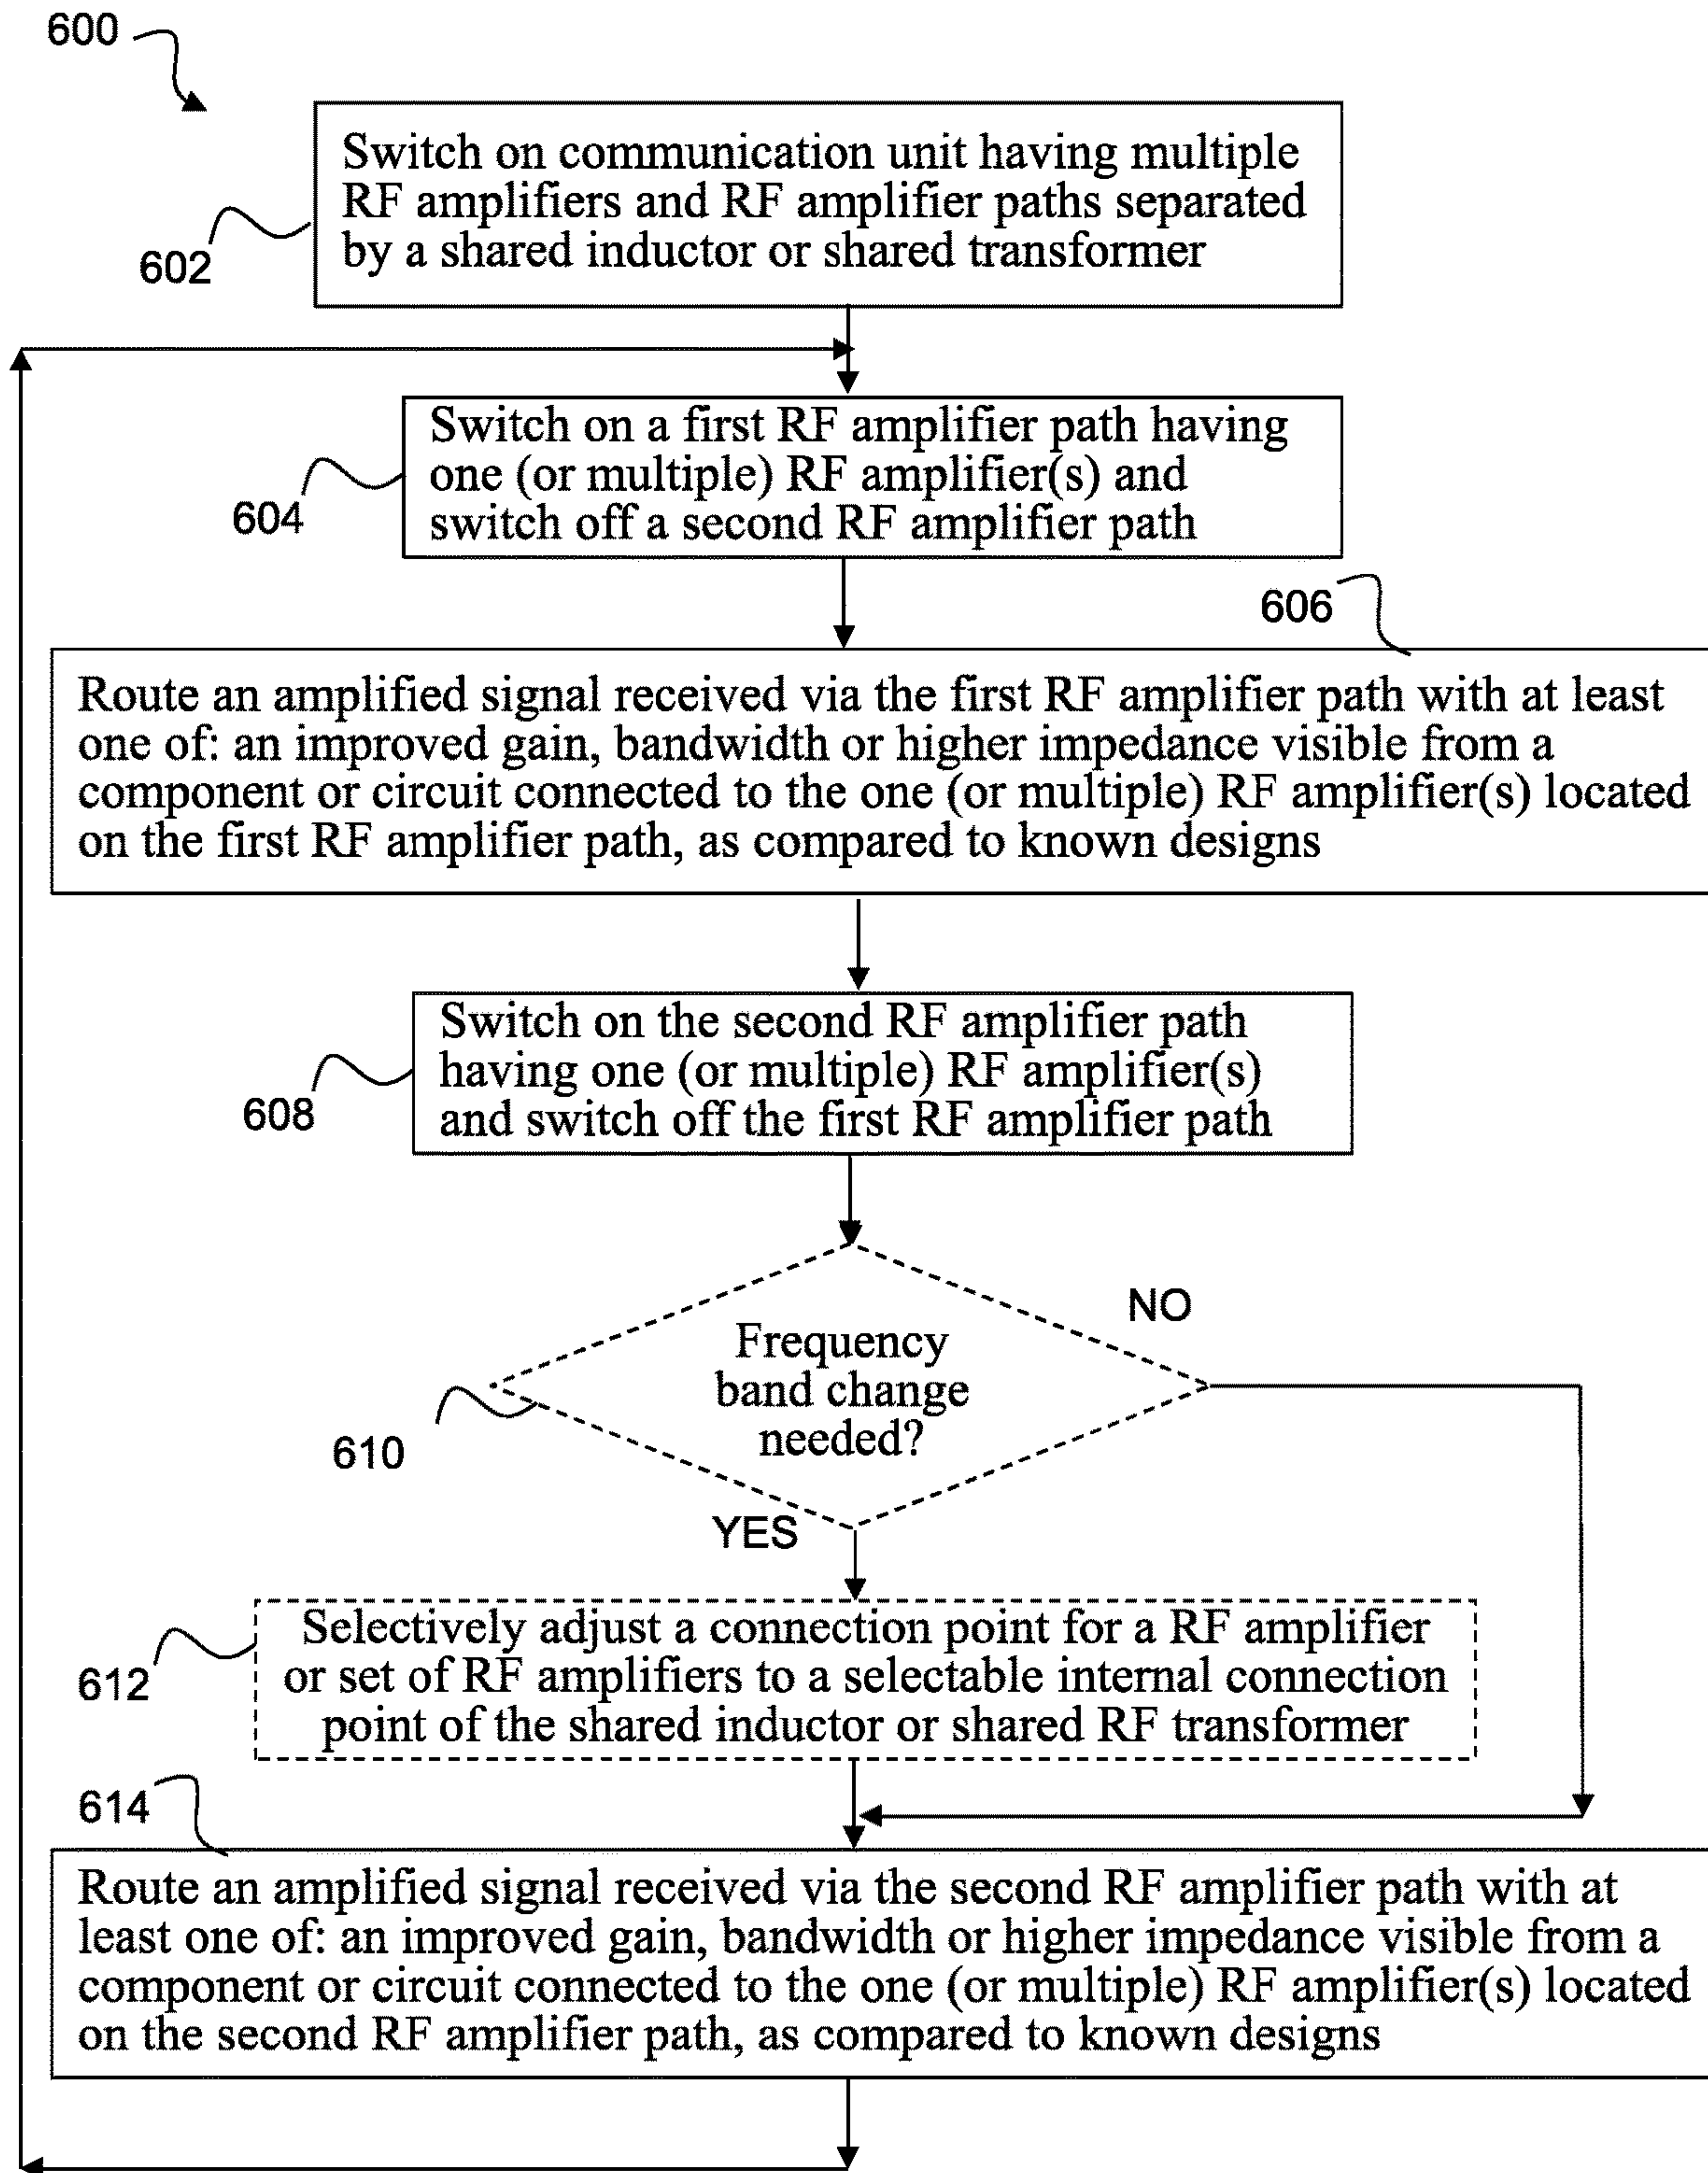 600
Switch on communication unit having multiple
RF amplifiers and RF amplifier paths separated
by a shared inductor or shared transformer
602
Switch on a first RF amplifier path having
one (or multiple) RF amplifier(s) and
switch off a second RF amplifier path
604
606
Route an amplified signal received via the first RF amplifier path with at least
one of: an improved gain, bandwidth or higher impedance visible from a
component or circuit connected to the one (or multiple) RF amplifier(s) located
on the first RF amplifier path, as compared to known designs
Switch on the second RF amplifier path
having one (or multiple) RF amplifier(s)
and switch off the first RF amplifier path
608
NO
Frequency
band change
needed?
610
YES
Selectively adjust a connection point for a RF amplifier
or set of RF amplifiers to a selectable internal connection
point of the shared inductor or shared RF transformer
612
614
Route an amplified signal received via the second RF amplifier path with at
least one of: an improved gain, bandwidth or higher impedance visible from a
component or circuit connected to the one (or multiple) RF amplifier(s) located
on the second RF amplifier path, as compared to known designs